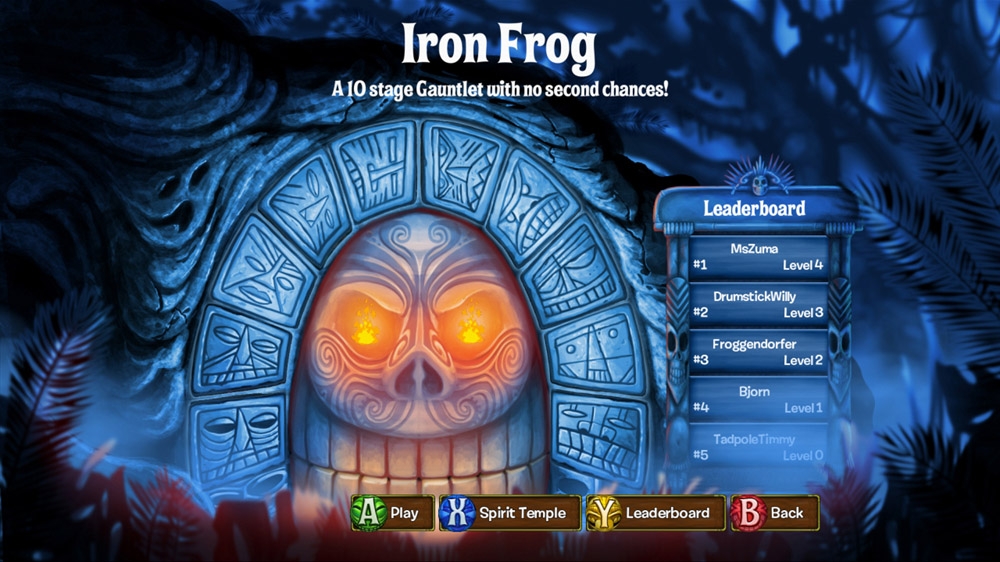 Iron Frog
A 10 stage Gauntlet with no second chances!
Leaderboard
MsZuma
#1 Level 4
DrumstickWilly
#2 Level 3
Froggendorfer
#3 Level 2
Bjorn
#4 Level 1
TadpoleTimmy
#5 Level 0
A Play X Spirit Temple Y Leaderboard B Back